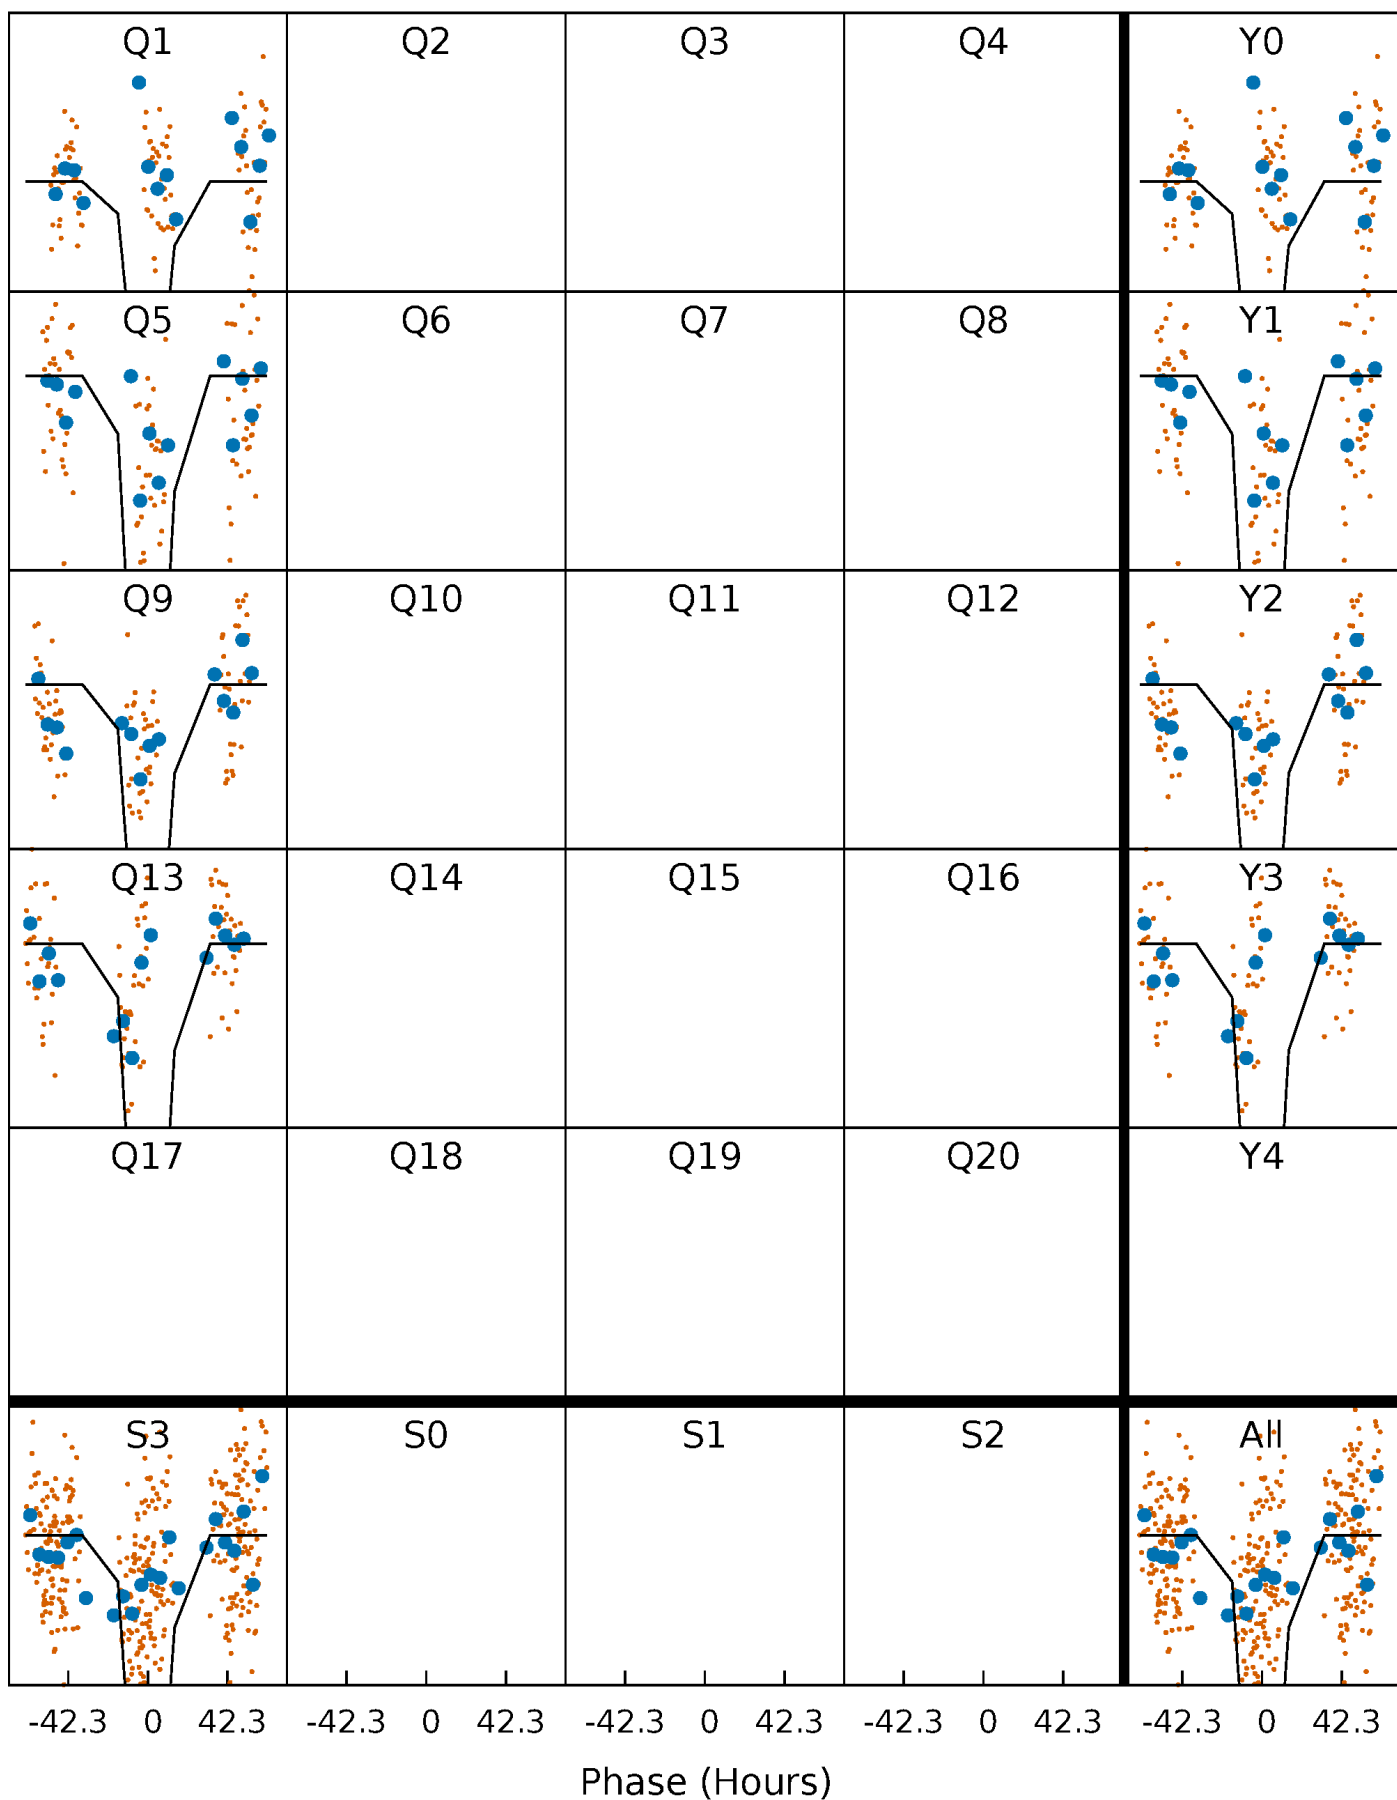 Q1 Q2 Q3 Q4 Y0
Q5 Q6 Q7 Q8 Y1
Q9 Q10 Q11 Q12 Y2
Q13 Q14 Q15 Q16 Y3
Q17 Q18 Q19 Q20 Y4
S3 S0 S1 S2 All
-42.3 0 42.3 -42.3 0 42.3 -42.3 0 42.3 -42.3 0 42.3 -42.3 0 42.3
Phase (Hours)